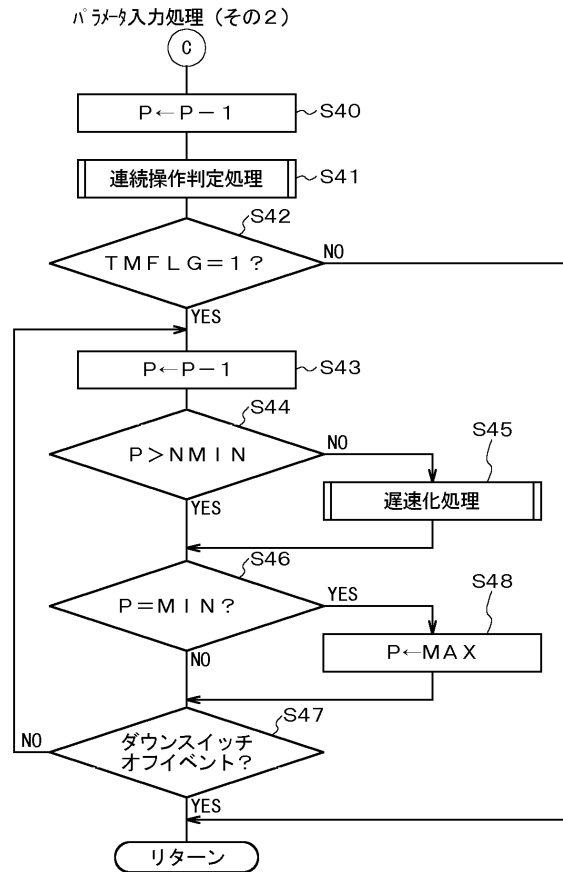 パラメータ入力処理（その２）
C
Ｐ←Ｐ－１
S40
連続操作判定処理
S41
S42
ＴＭＦＬＧ＝１？
NO
YES
Ｐ←Ｐ－１
S43
S44
Ｐ＞ＮＭＩＮ
NO
S45
遅速化処理
YES
S46
Ｐ＝ＭＩＮ？
YES
S48
Ｐ←ＭＡＸ
NO
S47
ダウンスイッチ
オフイベント？
NO
YES
リターン